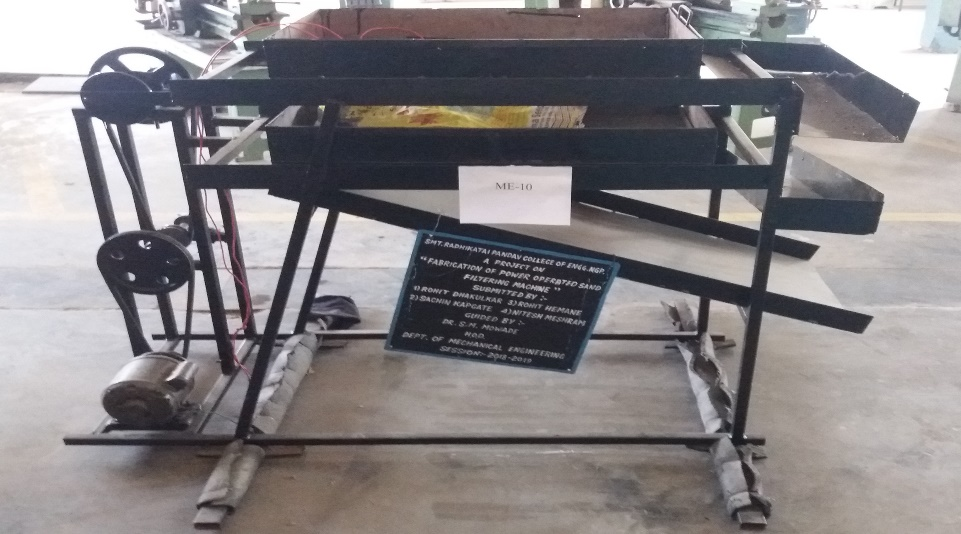 ME-10
SMT. RADHIKATAI PANDAV COLLEGE OF ENGG. NGP.
A PROJECT ON
"FABRICATION OF POWER OPERATED SAND
FILTERING MACHINE"
SUBMITTED BY :-
1) ROHIT DHAKULKAR 3) ROHIT HEMANE
2) SACHIN KAPGATE 4) NITESH MESHRAM
GUIDED BY :-
DR. S.M. MOWADE
H.O.D.
DEPT. OF MECHANICAL ENGINEERING
SESSION:- 2018-2019